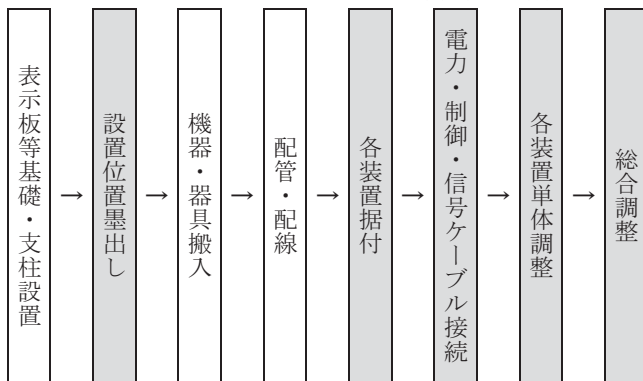 表示板等基礎・支柱設置
→
設置位置墨出し
→
機器・器具搬入
→
配管・配線
→
各装置据付
→
電力・制御・信号ケーブル接続
→
各装置単体調整
→
総合調整